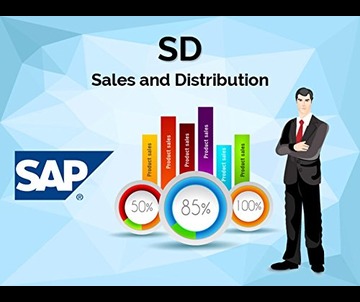 SD
Sales and Distribution
SAP
®
Product sales
Product sales
Product sales
Product sales
Product sales
Product sales
50%
85%
100%